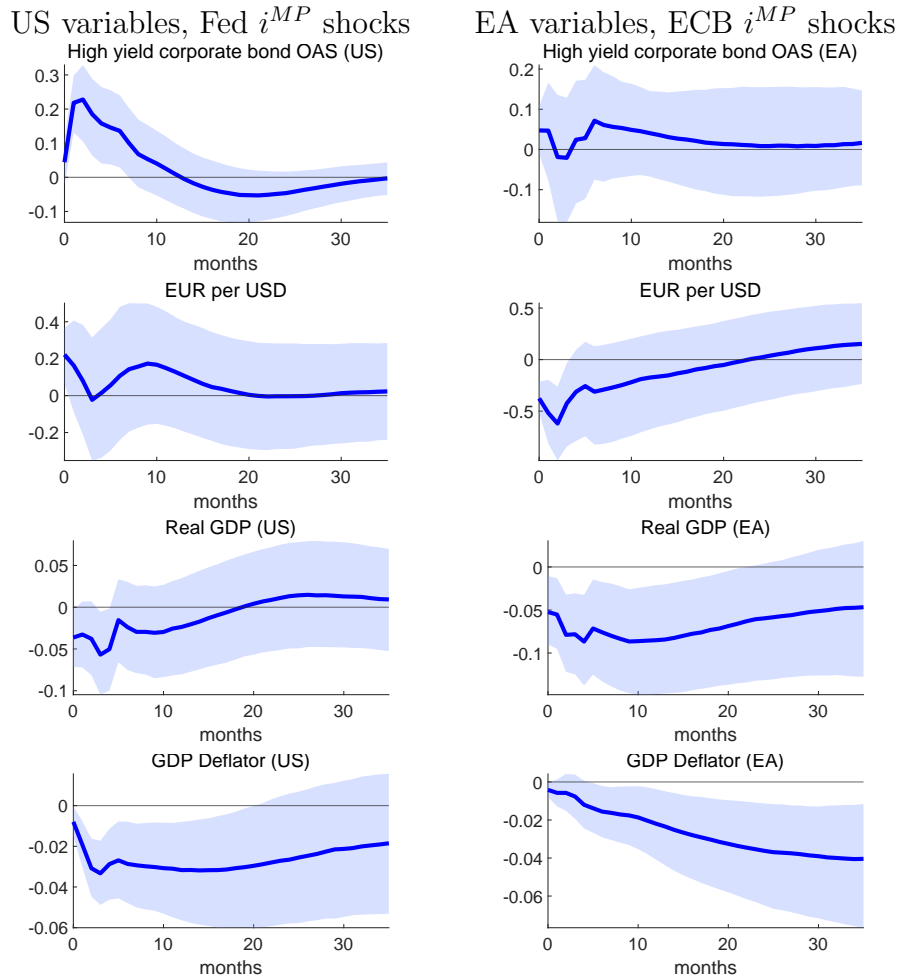 US variables, Fed i^{MP} shocks
EA variables, ECB i^{MP} shocks
High yield corporate bond OAS (US)
0.3
0.2
0.1
0
-0.1
0 10 20 30
months
High yield corporate bond OAS (EA)
0.2
0.1
0
-0.1
0 10 20 30
months
EUR per USD
0.4
0.2
0
-0.2
0 10 20 30
months
EUR per USD
0.5
0
-0.5
0 10 20 30
months
Real GDP (US)
0.05
0
-0.05
-0.1
0 10 20 30
months
Real GDP (EA)
0
-0.05
-0.1
0 10 20 30
months
GDP Deflator (US)
0
-0.02
-0.04
-0.06
0 10 20 30
months
GDP Deflator (EA)
0
-0.02
-0.04
-0.06
0 10 20 30
months